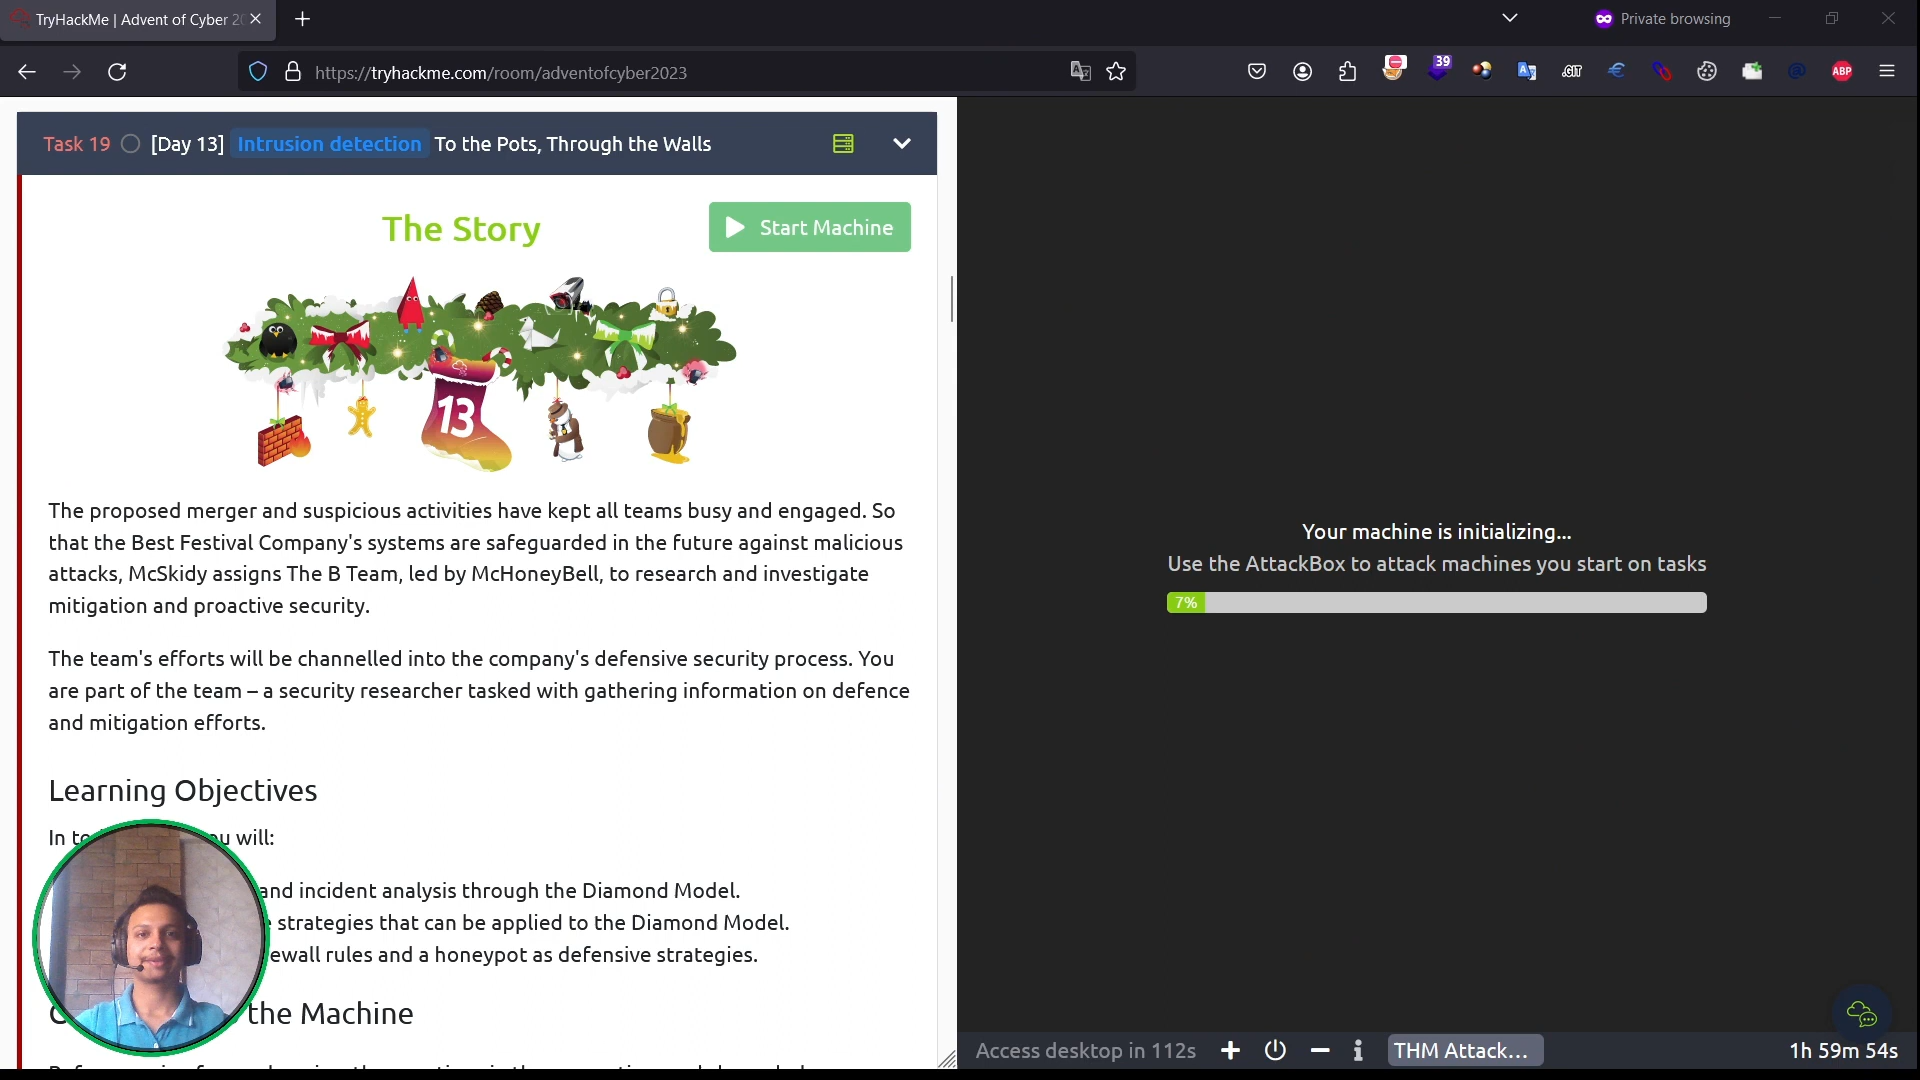 TryHackMe | Advent of Cyber 20
Private browsing
https://tryhackme.com/room/adventofcyber2023
39
.GIT
ABP
Task 19 [Day 13] Intrusion detection To the Pots, Through the Walls
The Story
Start Machine
13
The proposed merger and suspicious activities have kept all teams busy and engaged. So
that the Best Festival Company's systems are safeguarded in the future against malicious
attacks, McSkidy assigns The B Team, led by McHoneyBell, to research and investigate
mitigation and proactive security.
The team's efforts will be channelled into the company's defensive security process. You
are part of the team – a security researcher tasked with gathering information on defence
and mitigation efforts.
Learning Objectives
In will:
and incident analysis through the Diamond Model.
strategies that can be applied to the Diamond Model.
rules and a honeypot as defensive strategies.
the Machine
Your machine is initializing...
Use the AttackBox to attack machines you start on tasks
7%
Access desktop in 112s
THM Attack...
1h 59m 54s